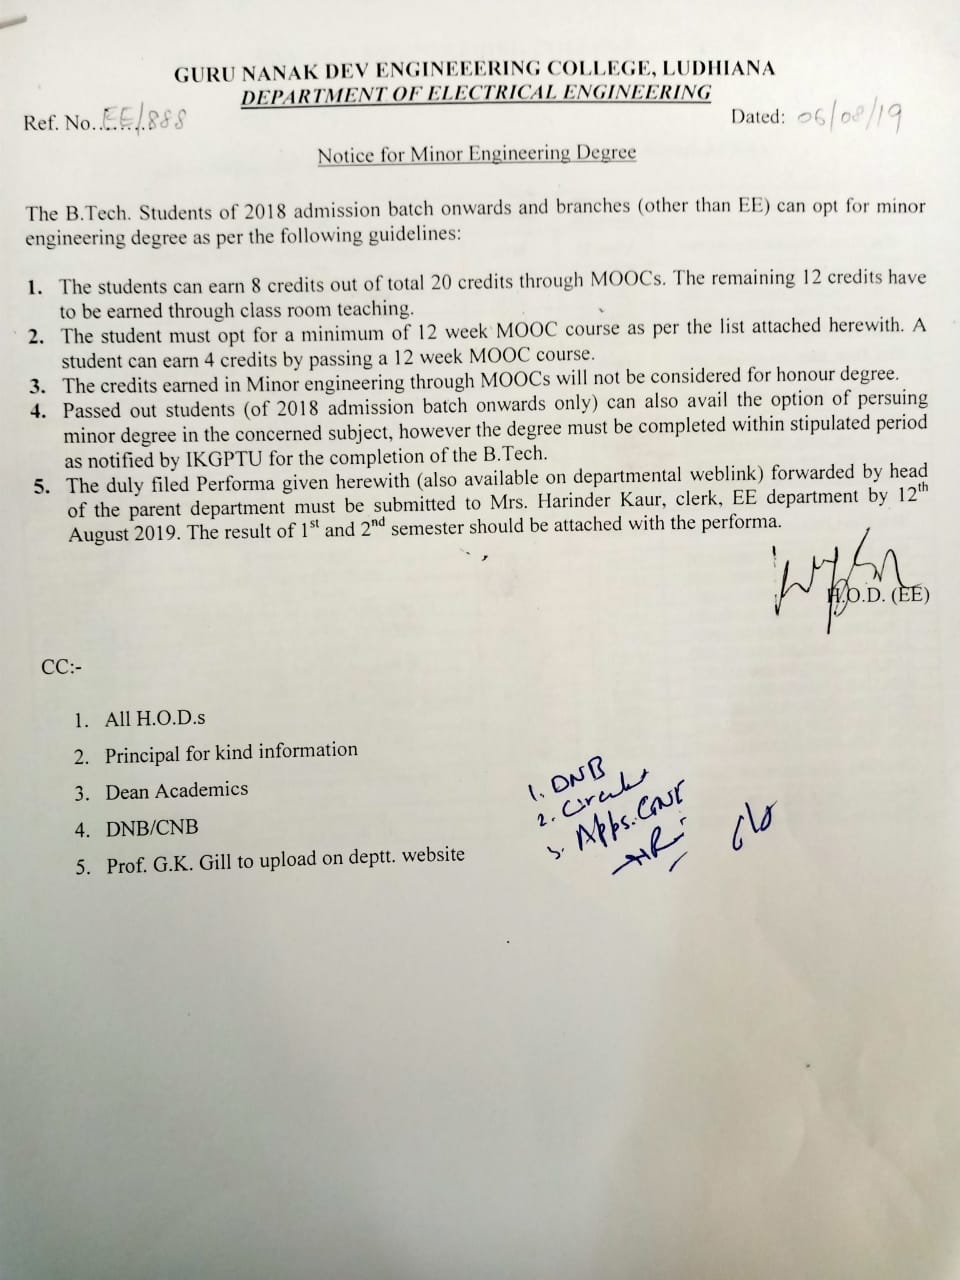 GURU NANAK DEV ENGINEEERING COLLEGE, LUDHIANA
DEPARTMENT OF ELECTRICAL ENGINEERING
Ref. No. EE/888 Dated: 06/08/19
Notice for Minor Engineering Degree
The B.Tech. Students of 2018 admission batch onwards and branches (other than EE) can opt for minor
engineering degree as per the following guidelines:
1. The students can earn 8 credits out of total 20 credits through MOOCs. The remaining 12 credits have
to be earned through class room teaching.
2. The student must opt for a minimum of 12 week MOOC course as per the list attached herewith. A
student can earn 4 credits by passing a 12 week MOOC course.
3. The credits earned in Minor engineering through MOOCs will not be considered for honour degree.
4. Passed out students (of 2018 admission batch onwards only) can also avail the option of persuing
minor degree in the concerned subject, however the degree must be completed within stipulated period
as notified by IKGPTU for the completion of the B.Tech.
5. The duly filed Performa given herewith (also available on departmental weblink) forwarded by head
of the parent department must be submitted to Mrs. Harinder Kaur, clerk, EE department by 12th
August 2019. The result of 1st and 2nd semester should be attached with the performa.
H.O.D. (EE)
CC:-
1. All H.O.D.s
2. Principal for kind information
3. Dean Academics
4. DNB/CNB
5. Prof. G.K. Gill to upload on deptt. website
1. DNB
2. Circulate
3. Apps.